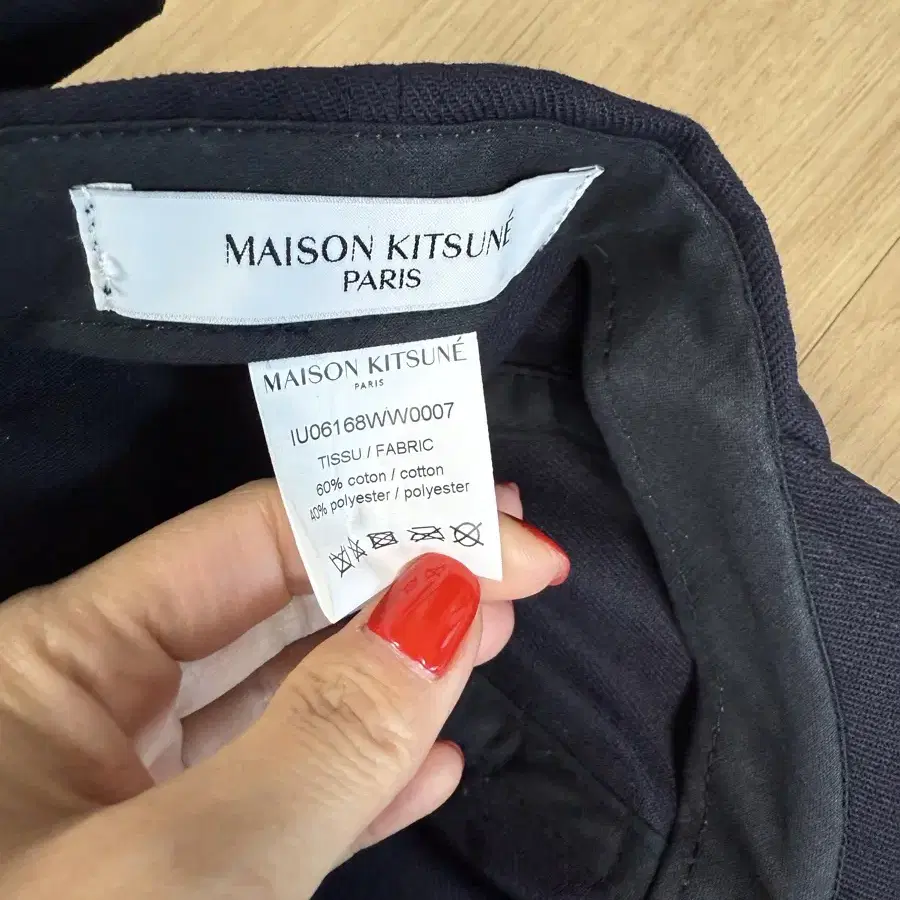 MAISON KITSUNÉ
PARIS
MAISON KITSUNÉ
PARIS
IU06168WW0007
TISSU / FABRIC
60% coton / cotton
40% polyester / polyester